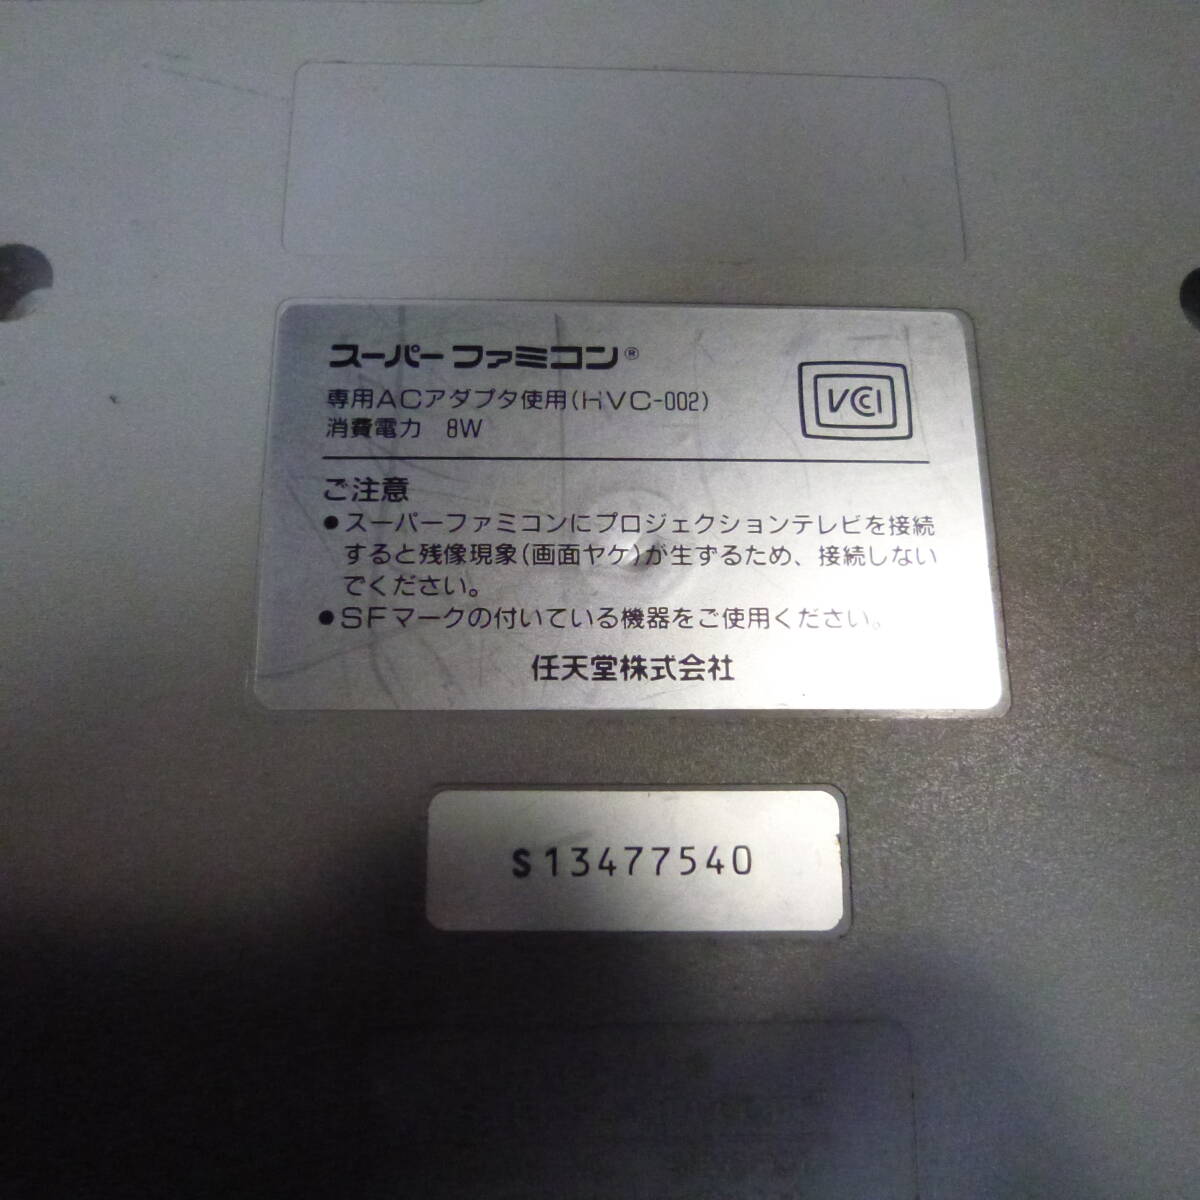 スーパーファミコン®
専用ACアダプタ使用(HVC-002)
消費電力 8W
VCCI
ご注意
●スーパーファミコンにプロジェクションテレビを接続
すると残像現象(画面ヤケ)が生ずるため、接続しない
でください。
●SFマークの付いている機器をご使用ください。
任天堂株式会社
S13477540